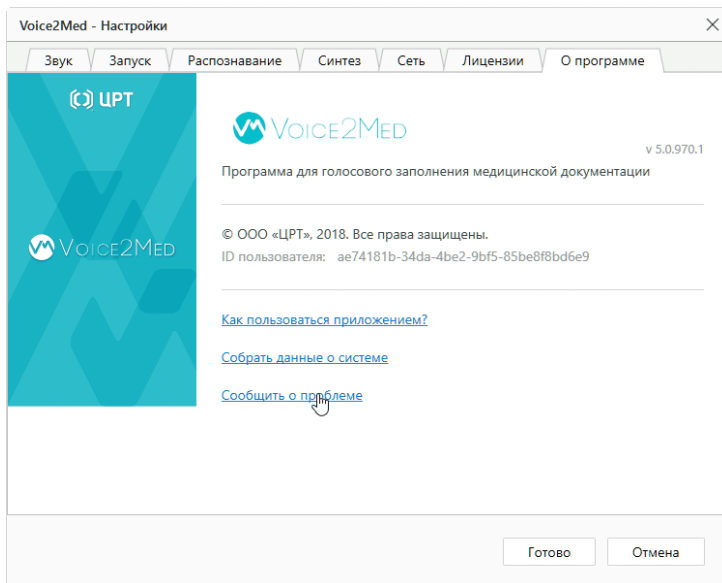 Voice2Med - Настройки
Звук Запуск Распознавание Синтез Сеть Лицензии О программе
ЦРТ
VOICE2MED
v 5.0.970.1
Программа для голосового заполнения медицинской документации
© ООО «ЦРТ», 2018. Все права защищены.
VOICE2MED
ID пользователя: ae74181b-34da-4be2-9bf5-85be8f8bd6e9
Как пользоваться приложением?
Собрать данные о системе
Сообщить о проблеме
Готово Отмена